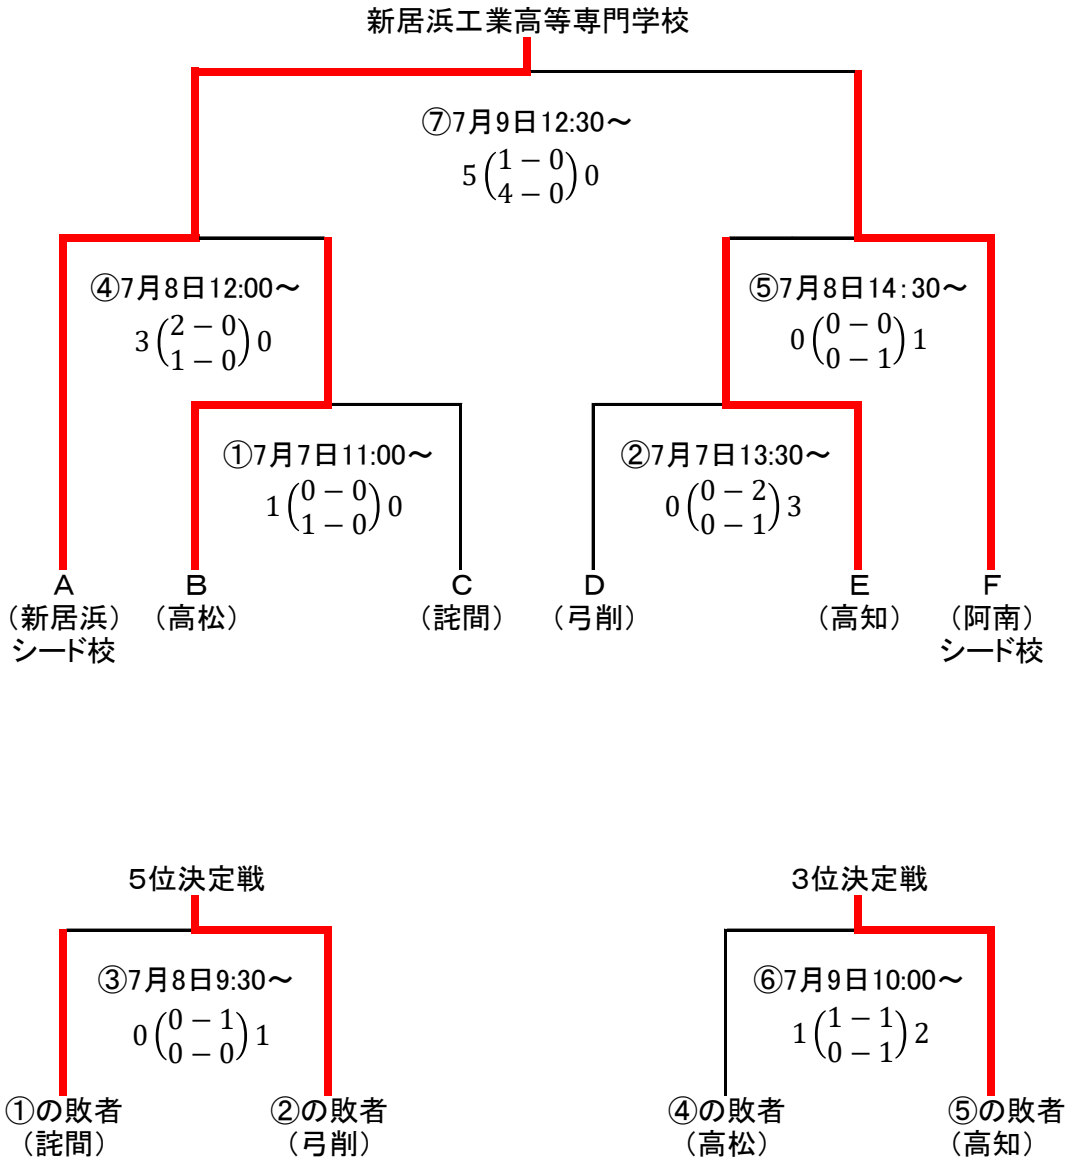 新居浜工業高等専門学校
⑦7月9日12:30～
5(1－0
4－0)0
④7月8日12:00～
3(2－0
1－0)0
⑤7月8日14:30～
0(0－0
0－1)1
①7月7日11:00～
1(0－0
1－0)0
②7月7日13:30～
0(0－2
0－1)3
A
（新居浜）
シード校
B
（高松）
C
（詫間）
D
（弓削）
E
（高知）
F
（阿南）
シード校
5位決定戦
③7月8日9:30～
0(0－1
0－0)1
①の敗者
（詫間）
②の敗者
（弓削）
3位決定戦
⑥7月9日10:00～
1(1－1
0－1)2
④の敗者
（高松）
⑤の敗者
（高知）